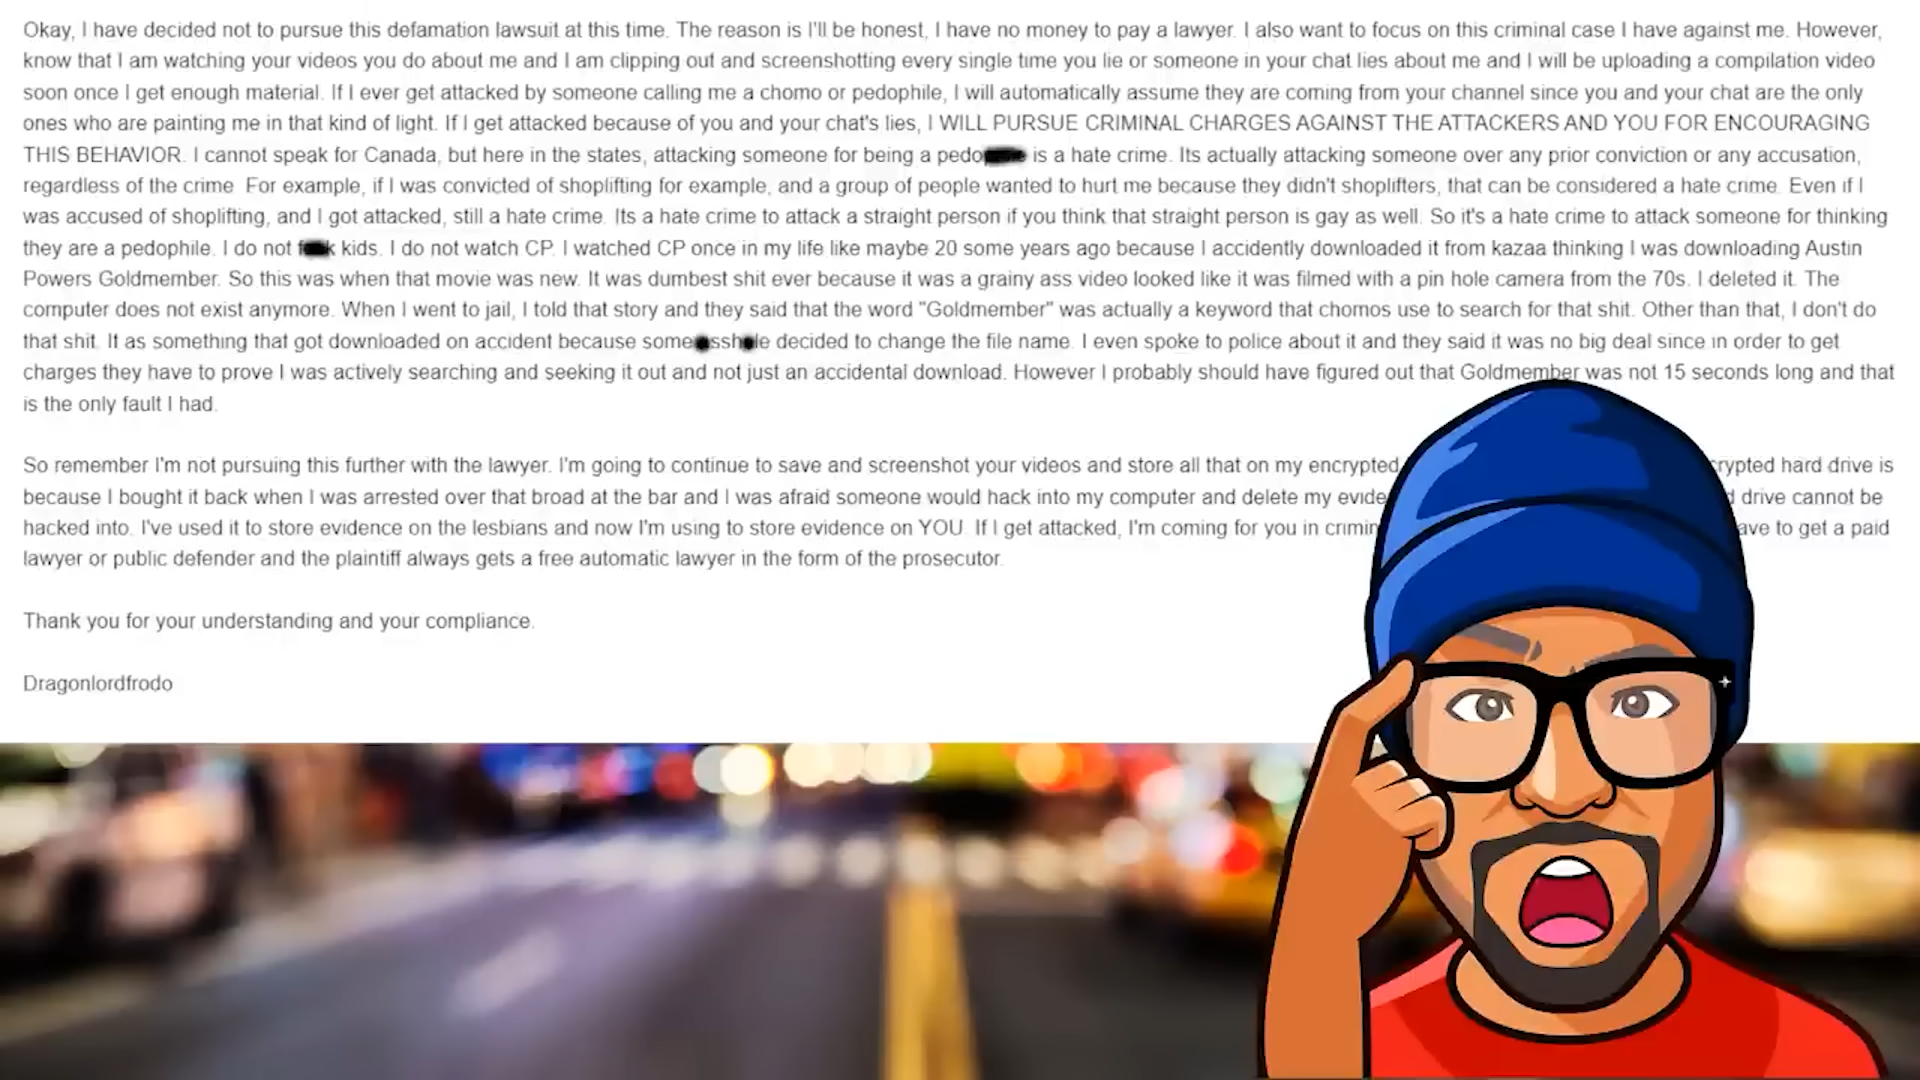 Okay, I have decided not to pursue this defamation lawsuit at this time. The reason is I'll be honest, I have no money to pay a lawyer. I also want to focus on this criminal case I have against me. However,
know that I am watching your videos you do about me and I am clipping out and screenshotting every single time you lie or someone in your chat lies about me and I will be uploading a compilation video
soon once I get enough material. If I ever get attacked by someone calling me a chomo or pedophile, I will automatically assume they are coming from your channel since you and your chat are the only
ones who are painting me in that kind of light. If I get attacked because of you and your chat's lies, I WILL PURSUE CRIMINAL CHARGES AGAINST THE ATTACKERS AND YOU FOR ENCOURAGING
THIS BEHAVIOR. I cannot speak for Canada, but here in the states, attacking someone for being a pedo is a hate crime. Its actually attacking someone over any prior conviction or any accusation,
regardless of the crime. For example, if I was convicted of shoplifting for example, and a group of people wanted to hurt me because they didn't shoplifters, that can be considered a hate crime. Even if I
was accused of shoplifting, and I got attacked, still a hate crime. Its a hate crime to attack a straight person if you think that straight person is gay as well. So it's a hate crime to attack someone for thinking
they are a pedophile. I do not f k kids. I do not watch CP. I watched CP once in my life like maybe 20 some years ago because I accidently downloaded it from kazaa thinking I was downloading Austin
Powers Goldmember. So this was when that movie was new. It was dumbest shit ever because it was a grainy ass video looked like it was filmed with a pin hole camera from the 70s. I deleted it. The
computer does not exist anymore. When I went to jail, I told that story and they said that the word "Goldmember" was actually a keyword that chomos use to search for that shit. Other than that, I don't do
that shit. It as something that got downloaded on accident because some ssh le decided to change the file name. I even spoke to police about it and they said it was no big deal since in order to get
charges they have to prove I was actively searching and seeking it out and not just an accidental download. However I probably should have figured out that Goldmember was not 15 seconds long and that
is the only fault I had.
So remember I'm not pursuing this further with the lawyer. I'm going to continue to save and screenshot your videos and store all that on my encrypted crypted hard drive is
because I bought it back when I was arrested over that broad at the bar and I was afraid someone would hack into my computer and delete my evide d drive cannot be
hacked into. I've used it to store evidence on the lesbians and now I'm using to store evidence on YOU. If I get attacked, I'm coming for you in crimin ave to get a paid
lawyer or public defender and the plaintiff always gets a free automatic lawyer in the form of the prosecutor.
Thank you for your understanding and your compliance.
Dragonlordfrodo